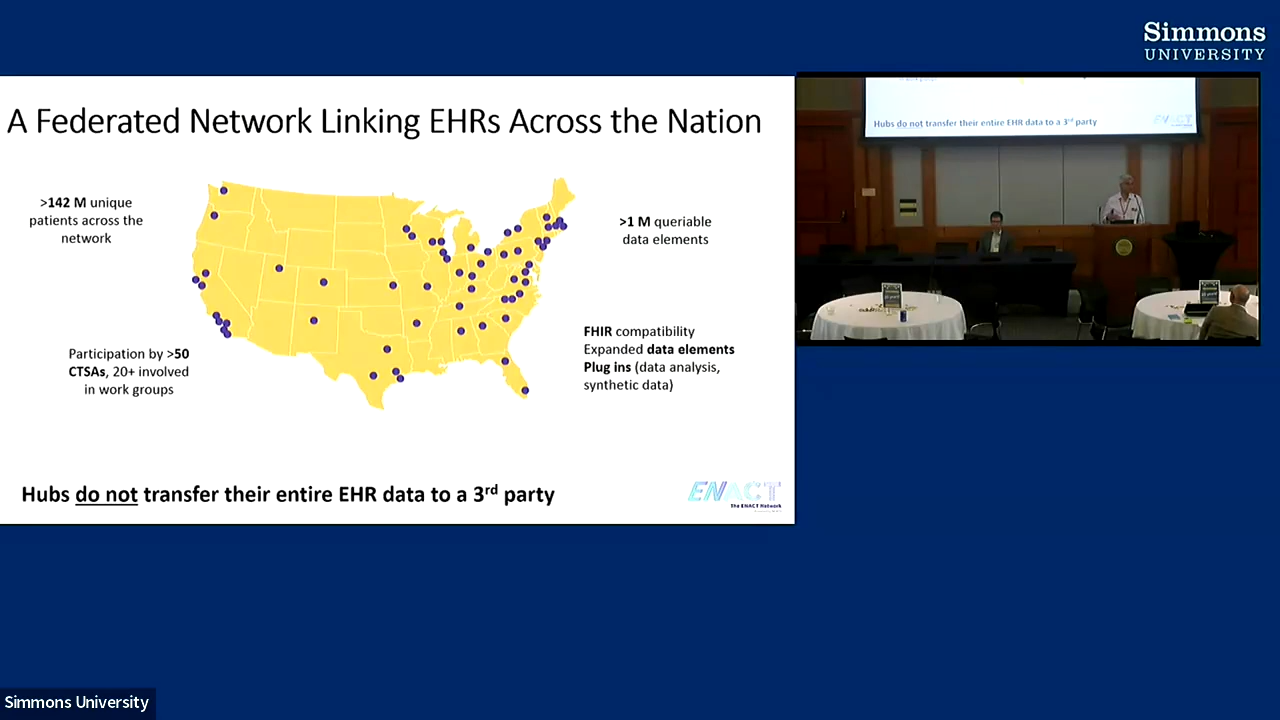 Simmons
UNIVERSITY
A Federated Network Linking EHRs Across the Nation
>142 M unique
patients across the
network
>1 M queriable
data elements
Participation by >50
CTSAs, 20+ involved
in work groups
FHIR compatibility
Expanded data elements
Plug ins (data analysis,
synthetic data)
Hubs do not transfer their entire EHR data to a 3rd party
ENACT
The ENACT Network
Hubs do not transfer their entire EHR data to a 3rd party
ENACT
Simmons University